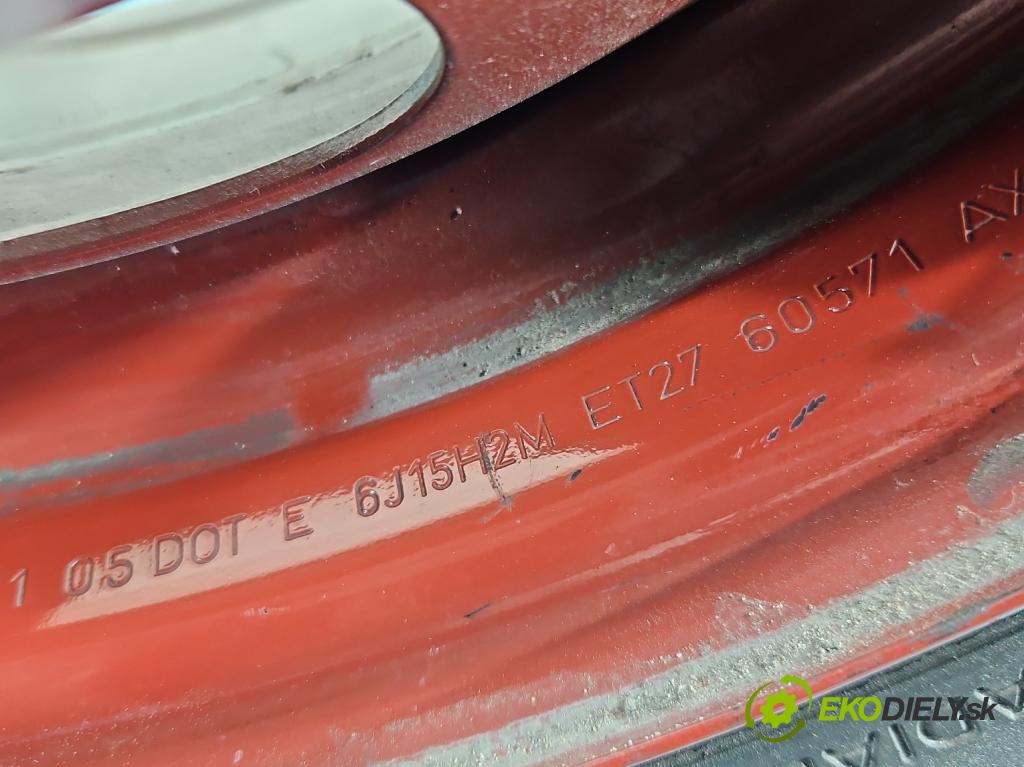 1 05 DOT E 6J15H2M ET27 60571 AX
EKODIELY.sk